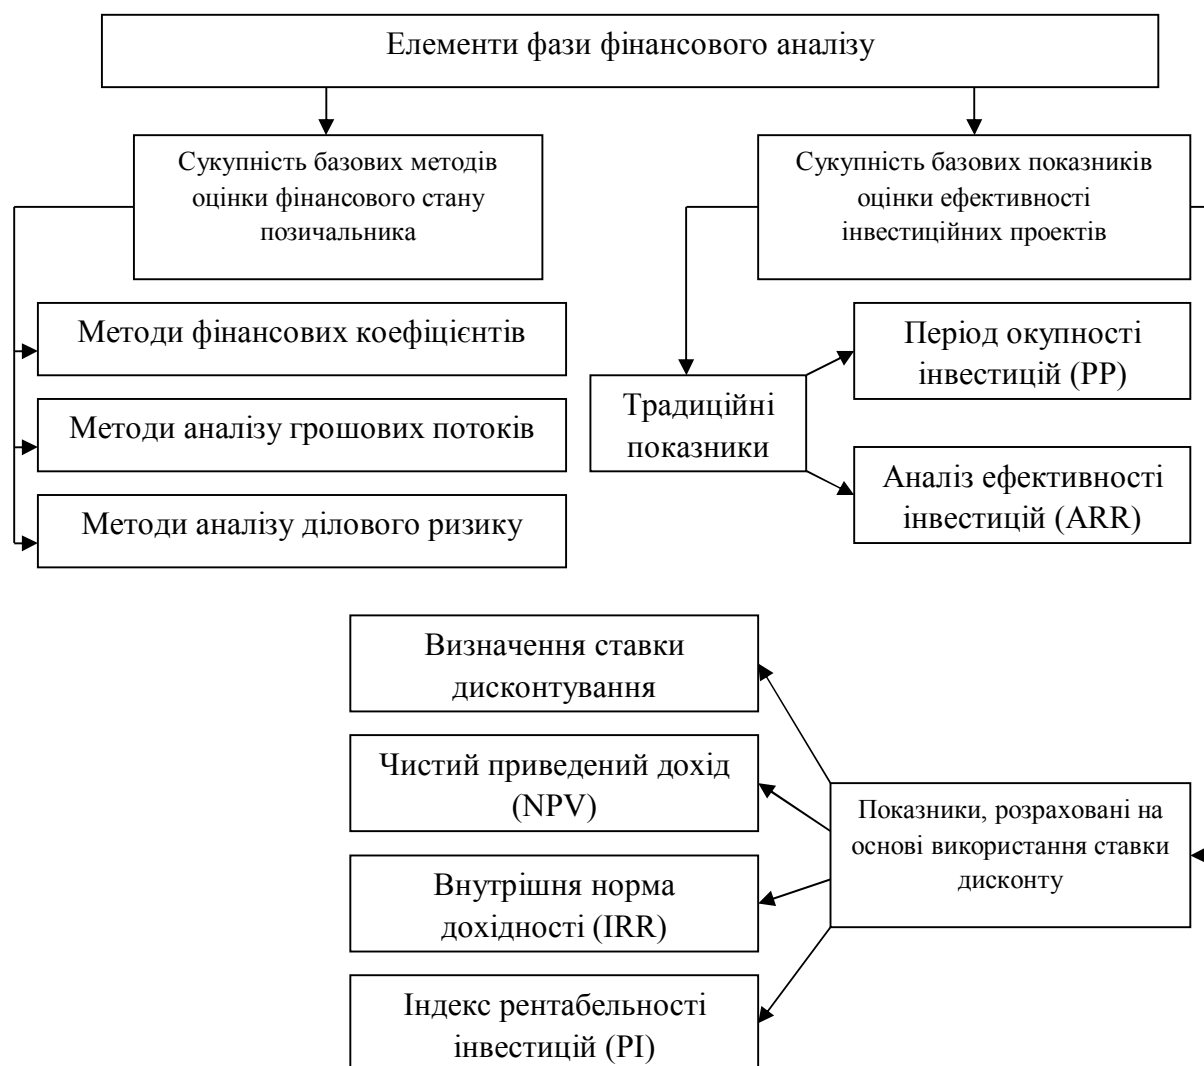 Елементи фази фінансового аналізу
Сукупність базових методів
оцінки фінансового стану
позичальника
Сукупність базових показників
оцінки ефективності
інвестиційних проектів
Методи фінансових коефіцієнтів
Методи аналізу грошових потоків
Методи аналізу ділового ризику
Традиційні
показники
Період окупності
інвестицій (PP)
Аналіз ефективності
інвестицій (ARR)
Визначення ставки
дисконтування
Чистий приведений дохід
(NPV)
Внутрішня норма
дохідності (IRR)
Індекс рентабельності
інвестицій (PI)
Показники, розраховані на
основі використання ставки
дисконту